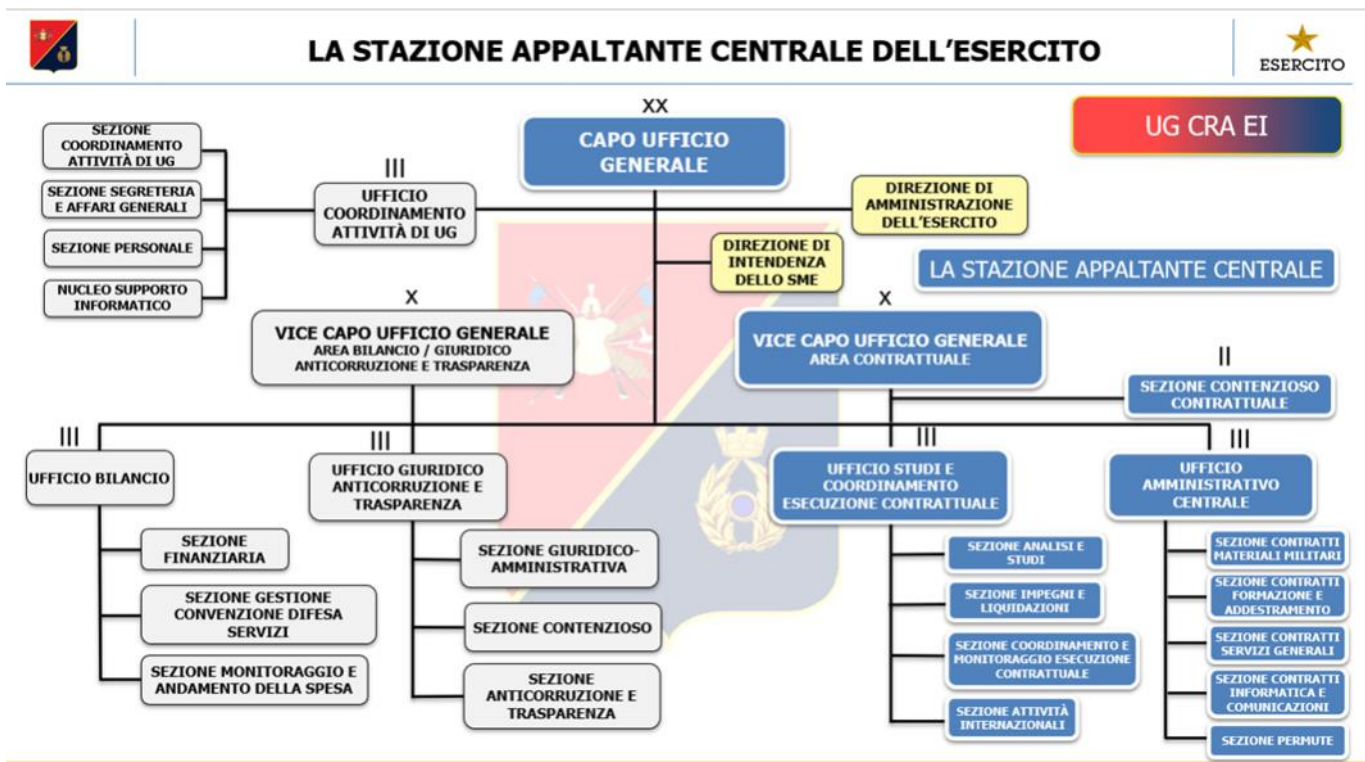 LA STAZIONE APPALTANTE CENTRALE DELL'ESERCITO
ESERCITO
UG CRA EI
XX
CAPO UFFICIO
GENERALE
SEZIONE
COORDINAMENTO
ATTIVITÀ DI UG
SEZIONE SEGRETERIA
E AFFARI GENERALI
SEZIONE PERSONALE
NUCLEO SUPPORTO
INFORMATICO
III
UFFICIO
COORDINAMENTO
ATTIVITÀ DI UG
DIREZIONE DI
AMMINISTRAZIONE
DELL'ESERCITO
DIREZIONE DI
INTENDENZA
DELLO SME
LA STAZIONE APPALTANTE CENTRALE
X
VICE CAPO UFFICIO GENERALE
AREA BILANCIO / GIURIDICO
ANTICORRUZIONE E TRASPARENZA
X
VICE CAPO UFFICIO GENERALE
AREA CONTRATTUALE
II
SEZIONE CONTENZIOSO
CONTRATTUALE
III
UFFICIO BILANCIO
SEZIONE
FINANZIARIA
SEZIONE GESTIONE
CONVENZIONE DIFESA
SERVIZI
SEZIONE MONITORAGGIO E
ANDAMENTO DELLA SPESA
III
UFFICIO GIURIDICO
ANTICORRUZIONE E
TRASPARENZA
SEZIONE GIURIDICO-
AMMINISTRATIVA
SEZIONE CONTENZIOSO
SEZIONE
ANTICORRUZIONE E
TRASPARENZA
III
UFFICIO STUDI E
COORDINAMENTO
ESECUZIONE CONTRATTUALE
SEZIONE ANALISI E
STUDI
SEZIONE IMPEGNI E
LIQUIDAZIONI
SEZIONE COORDINAMENTO E
MONITORAGGIO ESECUZIONE
CONTRATTUALE
SEZIONE ATTIVITÀ
INTERNAZIONALI
III
UFFICIO
AMMINISTRATIVO
CENTRALE
SEZIONE CONTRATTI
MATERIALI MILITARI
SEZIONE CONTRATTI
FORMAZIONE E
ADDESTRAMENTO
SEZIONE CONTRATTI
SERVIZI GENERALI
SEZIONE CONTRATTI
INFORMATICA E
COMUNICAZIONI
SEZIONE PERMUTE